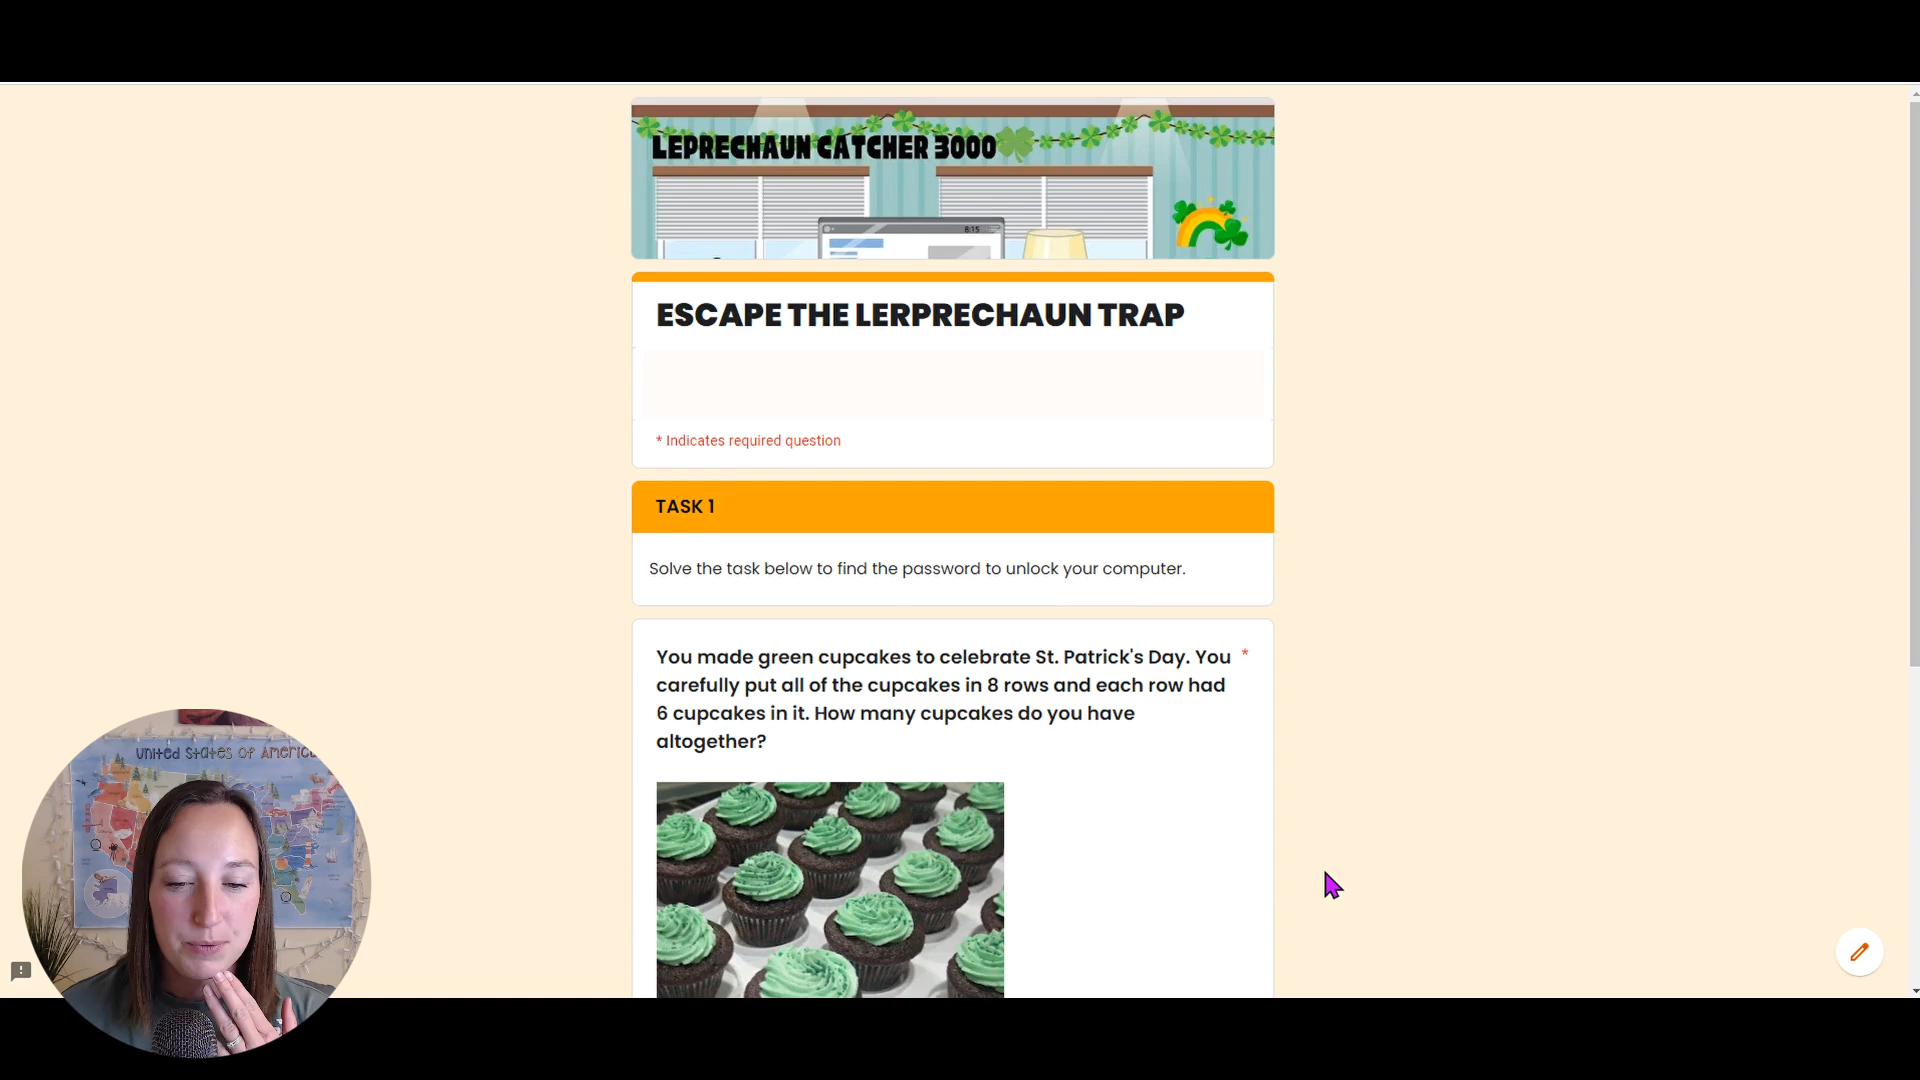 LEPRECHAUN CATCHER 3000
8:15
ESCAPE THE LERPRECHAUN TRAP
* Indicates required question
TASK 1
Solve the task below to find the password to unlock your computer.
You made green cupcakes to celebrate St. Patrick's Day. You *
carefully put all of the cupcakes in 8 rows and each row had
6 cupcakes in it. How many cupcakes do you have
altogether?
United States of America